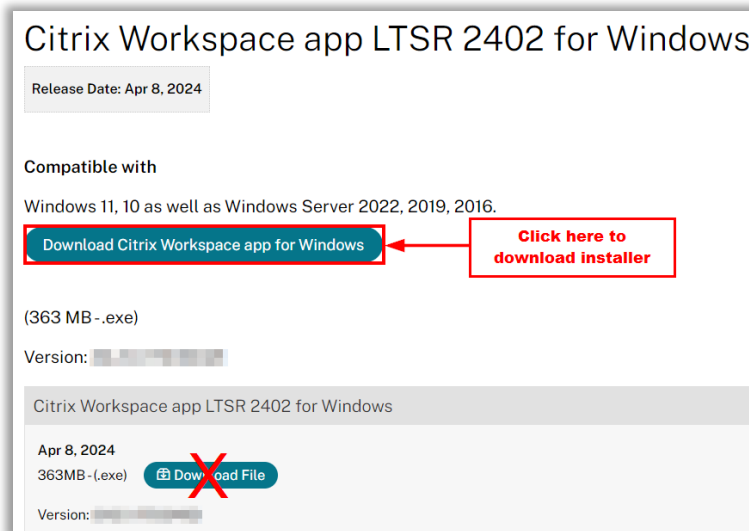 Citrix Workspace app LTSR 2402 for Windows
Release Date: Apr 8, 2024
Compatible with
Windows 11, 10 as well as Windows Server 2022, 2019, 2016.
Download Citrix Workspace app for Windows
Click here to
download installer
(363 MB - .exe)
Version:
Citrix Workspace app LTSR 2402 for Windows
Apr 8, 2024
363MB - (.exe)
Download File
Version: